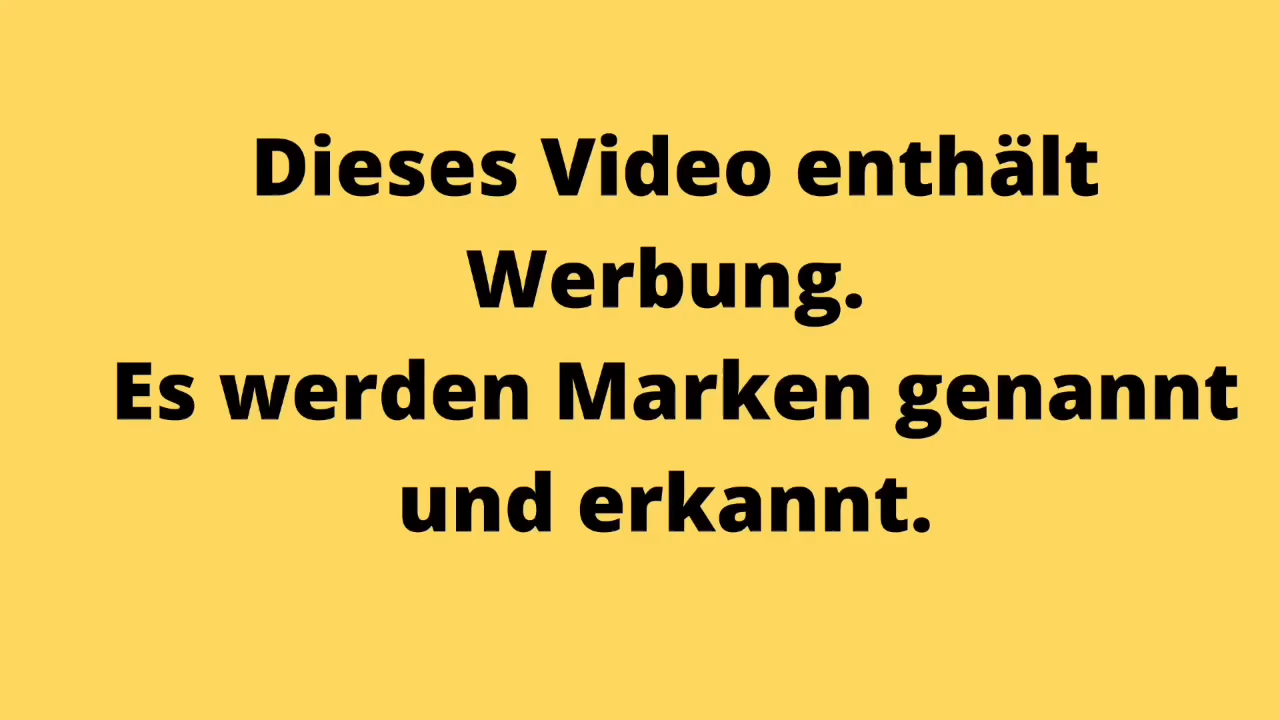 Dieses Video enthält
Werbung.
Es werden Marken genannt
und erkannt.